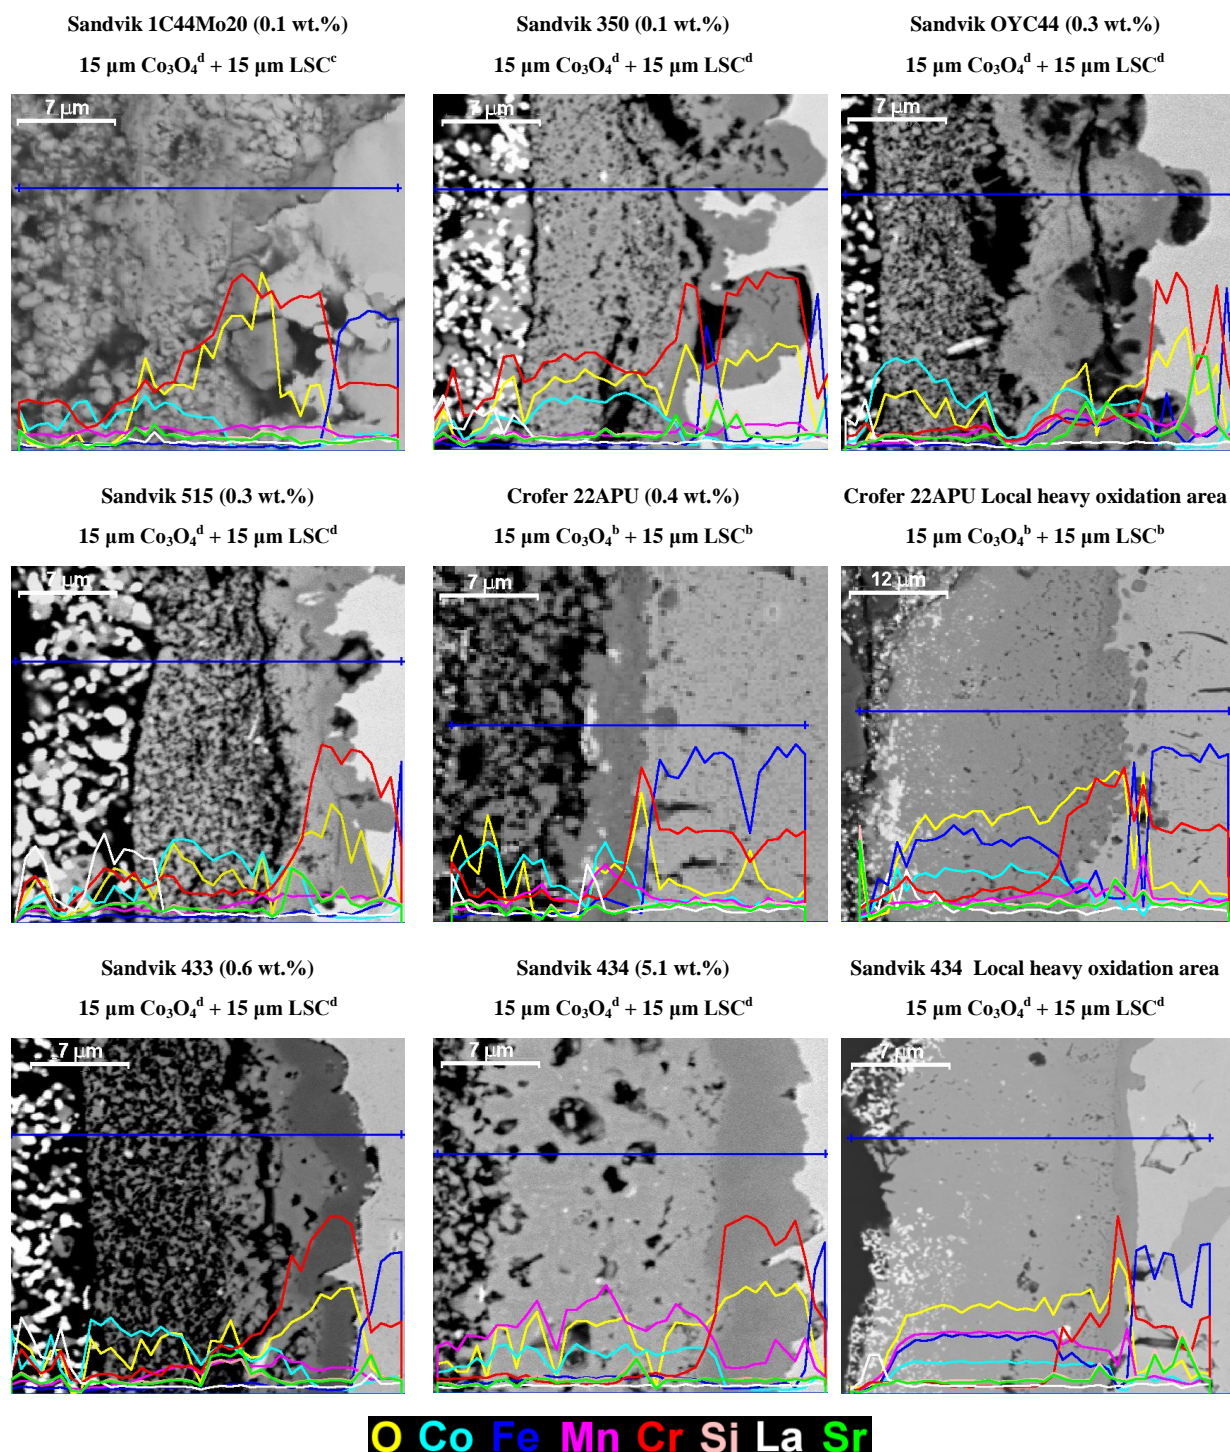 Sandvik 1C44Mo20 (0.1 wt.%)
15 µm Co₃O₄ᵈ + 15 µm LSCᶜ
Sandvik 350 (0.1 wt.%)
15 µm Co₃O₄ᵈ + 15 µm LSCᵈ
Sandvik OYC44 (0.3 wt.%)
15 µm Co₃O₄ᵈ + 15 µm LSCᵈ
7 µm
7 µm
7 µm
Sandvik 515 (0.3 wt.%)
15 µm Co₃O₄ᵈ + 15 µm LSCᵈ
Crofer 22APU (0.4 wt.%)
15 µm Co₃O₄ᵇ + 15 µm LSCᵇ
Crofer 22APU Local heavy oxidation area
15 µm Co₃O₄ᵇ + 15 µm LSCᵇ
7 µm
7 µm
12 µm
Sandvik 433 (0.6 wt.%)
15 µm Co₃O₄ᵈ + 15 µm LSCᵈ
Sandvik 434 (5.1 wt.%)
15 µm Co₃O₄ᵈ + 15 µm LSCᵈ
Sandvik 434 Local heavy oxidation area
15 µm Co₃O₄ᵈ + 15 µm LSCᵈ
7 µm
7 µm
7 µm
O Co Fe Mn Cr Si La Sr